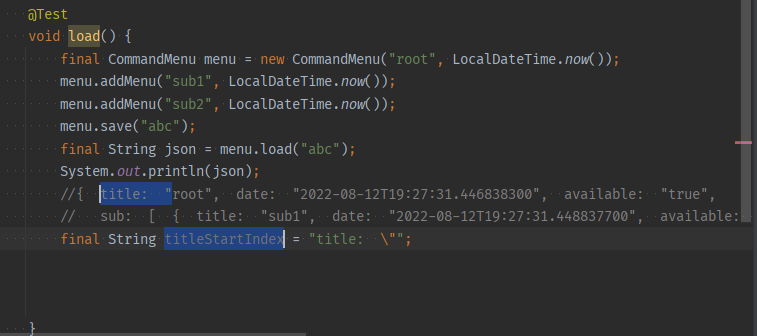 @Test
void load() {
final CommandMenu menu = new CommandMenu("root", LocalDateTime.now());
menu.addMenu("sub1", LocalDateTime.now());
menu.addMenu("sub2", LocalDateTime.now());
menu.save("abc");
final String json = menu.load("abc");
System.out.println(json);
//{  title:  "root",  date:  "2022-08-12T19:27:31.446838300",  available:  "true",
//  sub:  [  {  title:  "sub1",  date:  "2022-08-12T19:27:31.448837700",  available:
final String titleStartIndex = "title:  \"";
}